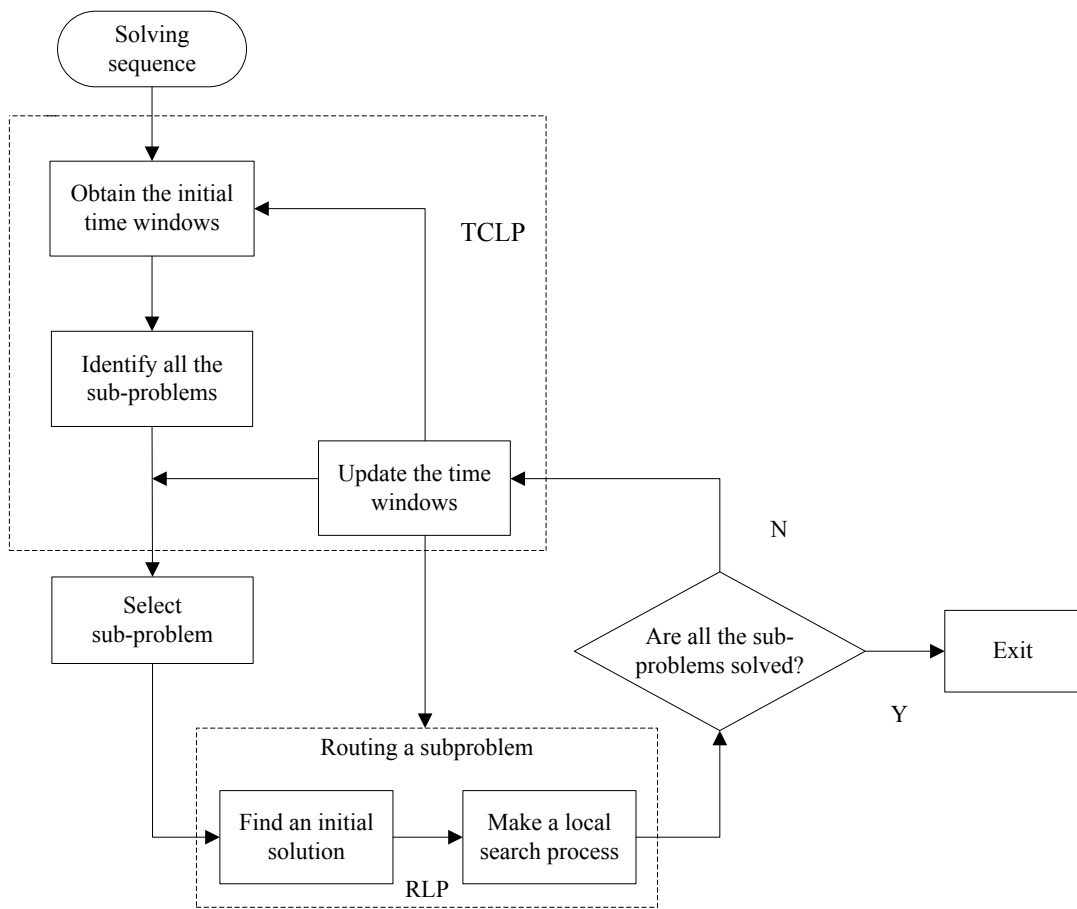 Solving
sequence
Obtain the initial
time windows
TCLP
Identify all the
sub-problems
Update the time
windows
N
Select
sub-problem
Are all the sub-
problems solved?
Exit
Y
Routing a subproblem
Find an initial
solution
Make a local
search process
RLP